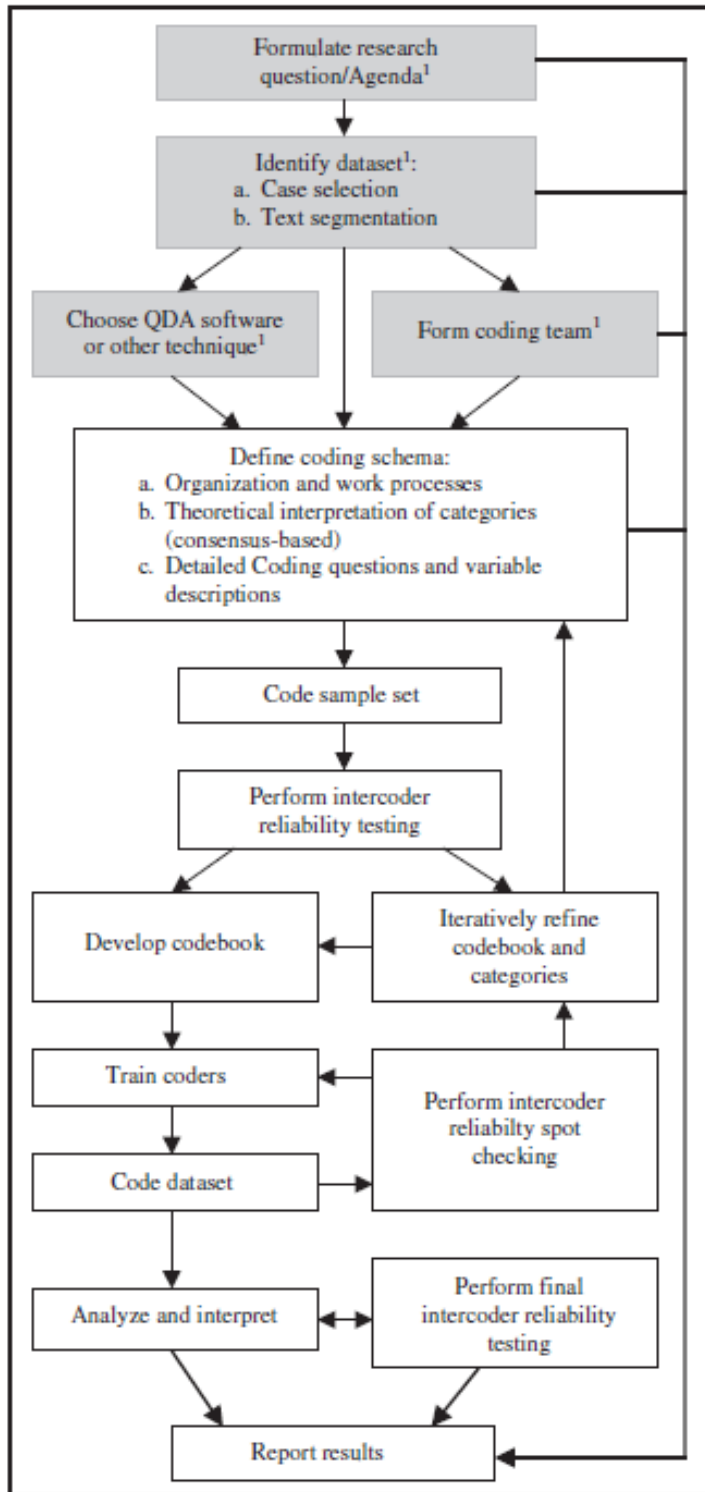 Formulate research
question/Agenda¹
Identify dataset¹:
a. Case selection
b. Text segmentation
Choose QDA software
or other technique¹
Form coding team¹
Define coding schema:
a. Organization and work processes
b. Theoretical interpretation of categories
(consensus-based)
c. Detailed Coding questions and variable
descriptions
Code sample set
Perform intercoder
reliability testing
Develop codebook
Iteratively refine
codebook and
categories
Train coders
Perform intercoder
reliabilty spot
checking
Code dataset
Analyze and interpret
Perform final
intercoder reliability
testing
Report results